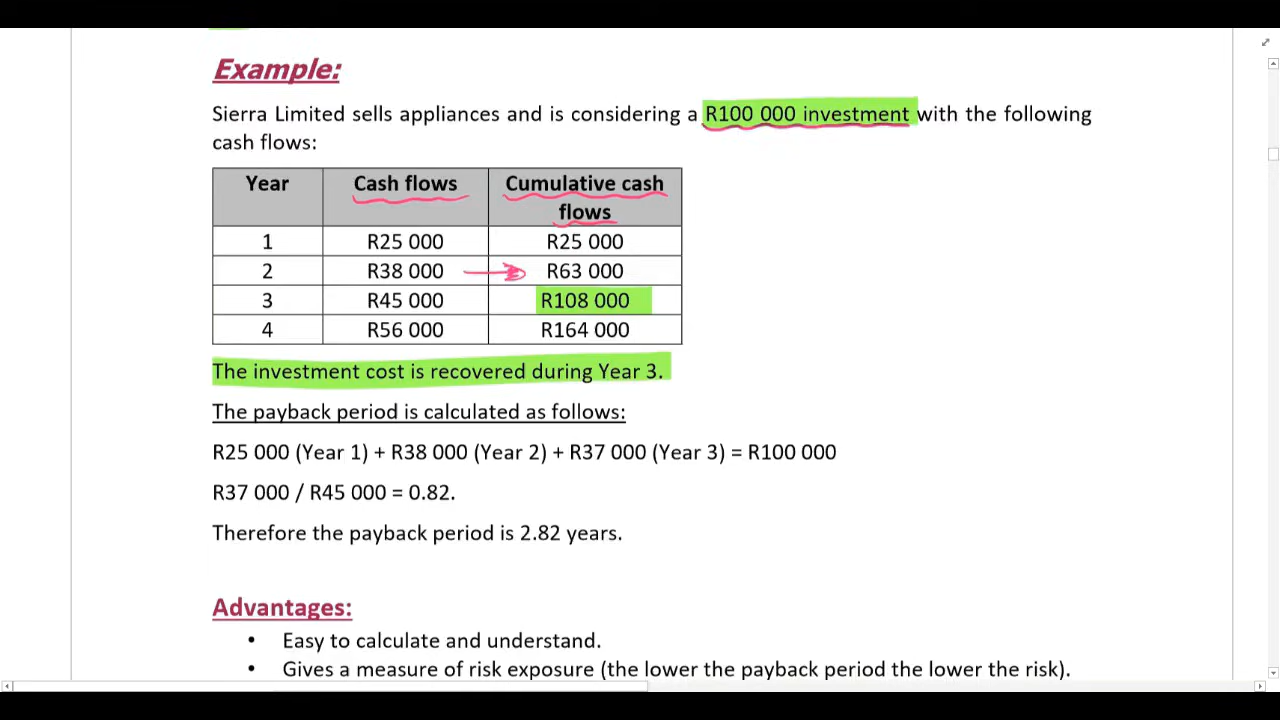 Example:
Sierra Limited sells appliances and is considering a R100 000 investment with the following
cash flows:
Year Cash flows Cumulative cash
flows
1 R25 000 R25 000
2 R38 000 R63 000
3 R45 000 R108 000
4 R56 000 R164 000
The investment cost is recovered during Year 3.
The payback period is calculated as follows:
R25 000 (Year 1) + R38 000 (Year 2) + R37 000 (Year 3) = R100 000
R37 000 / R45 000 = 0.82.
Therefore the payback period is 2.82 years.
Advantages:
• Easy to calculate and understand.
• Gives a measure of risk exposure (the lower the payback period the lower the risk).